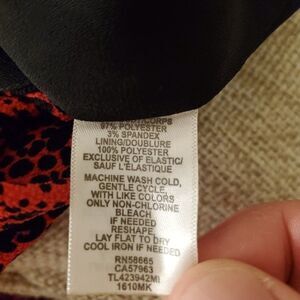 97% POLYESTER
3% SPANDEX
LINING/DOUBLURE
100% POLYESTER
EXCLUSIVE OF ELASTIC/
SAUF L'ÉLASTIQUE
MACHINE WASH COLD,
GENTLE CYCLE,
WITH LIKE COLORS
ONLY NON-CHLORINE
BLEACH
IF NEEDED
RESHAPE,
LAY FLAT TO DRY
COOL IRON IF NEEDED
RN58665
CA57963
TL423942MI
1610MK